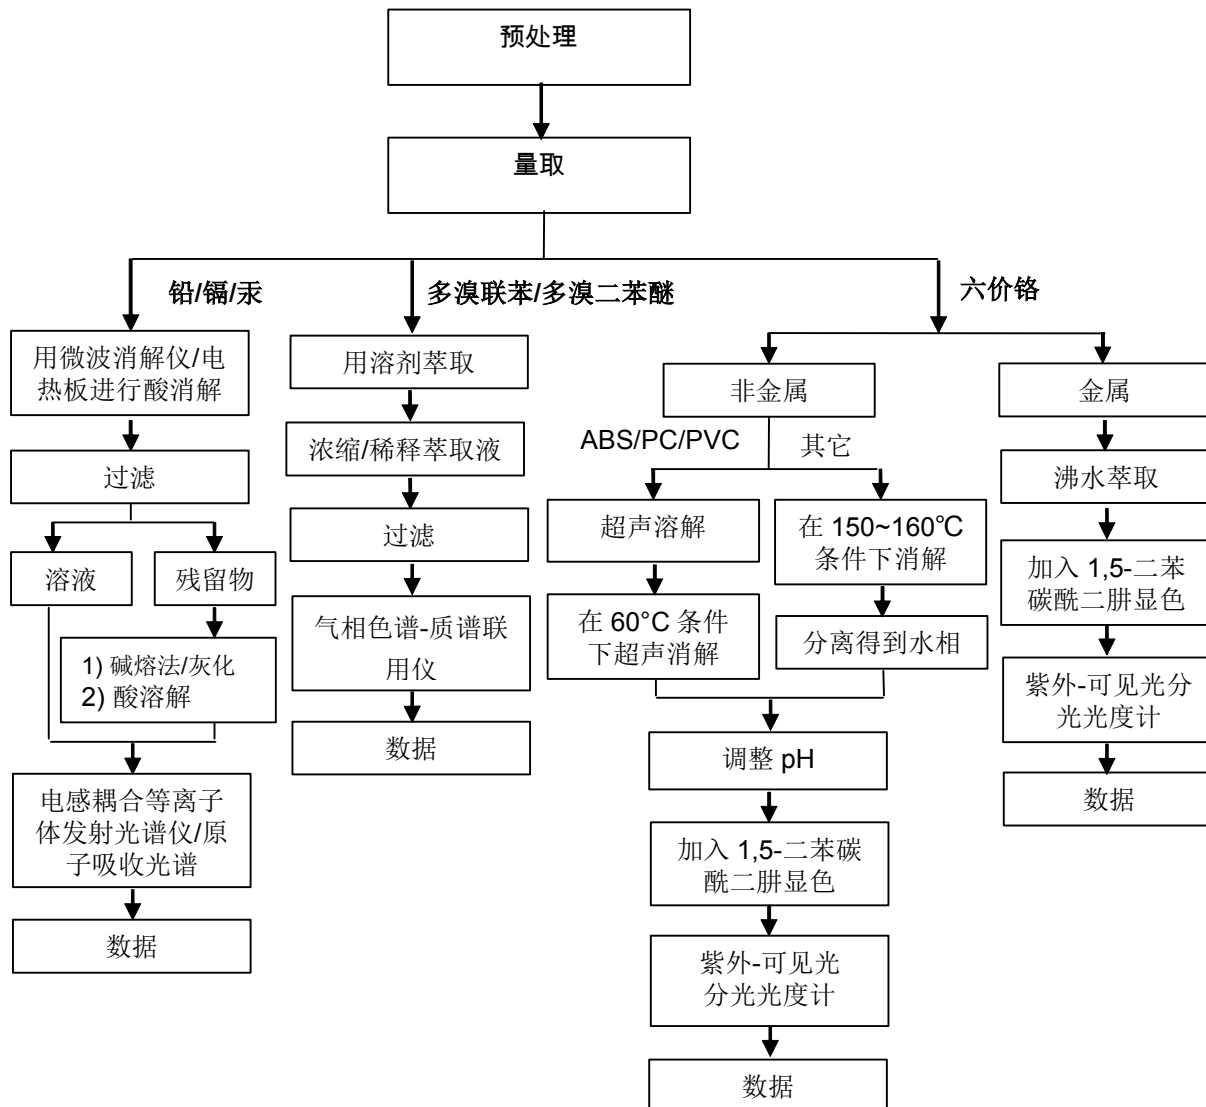 预处理
量取
铅/镉/汞
多溴联苯/多溴二苯醚
六价铬
用微波消解仪/电
热板进行酸消解
过滤
溶液
残留物
1) 碱熔法/灰化
2) 酸溶解
电感耦合等离子
体发射光谱仪/原
子吸收光谱
数据
用溶剂萃取
浓缩/稀释萃取液
过滤
气相色谱-质谱联
用仪
数据
非金属
ABS/PC/PVC
其它
超声溶解
在 60°C 条件
下超声消解
在 150~160℃
条件下消解
分离得到水相
调整 pH
加入 1,5-二苯碳
酰二肼显色
紫外-可见光
分光光度计
数据
金属
沸水萃取
加入 1,5-二苯
碳酰二肼显色
紫外-可见光分
光光度计
数据